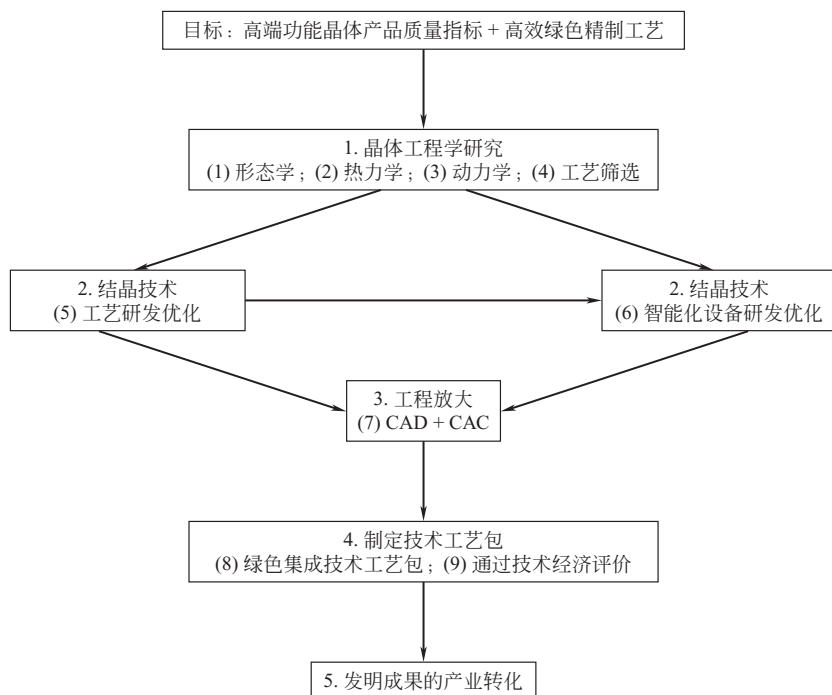 目标：高端功能晶体产品质量指标 + 高效绿色精制工艺
1. 晶体工程学研究
(1) 形态学；(2) 热力学；(3) 动力学；(4) 工艺筛选
2. 结晶技术
(5) 工艺研发优化
2. 结晶技术
(6) 智能化设备研发优化
3. 工程放大
(7) CAD + CAC
4. 制定技术工艺包
(8) 绿色集成技术工艺包；(9) 通过技术经济评价
5. 发明成果的产业转化